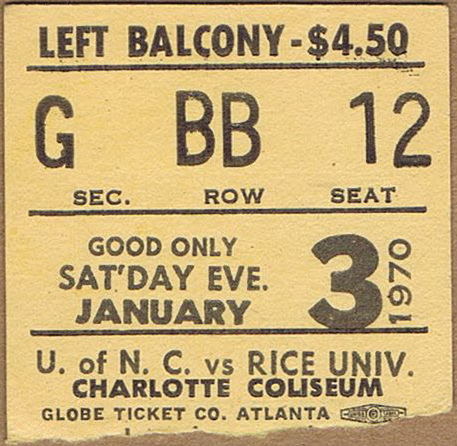 LEFT BALCONY - $4.50
G BB 12
SEC. ROW SEAT
GOOD ONLY
SAT'DAY EVE.
JANUARY 3 1970
U. of N. C. vs RICE UNIV.
CHARLOTTE COLISEUM
GLOBE TICKET CO. ATLANTA